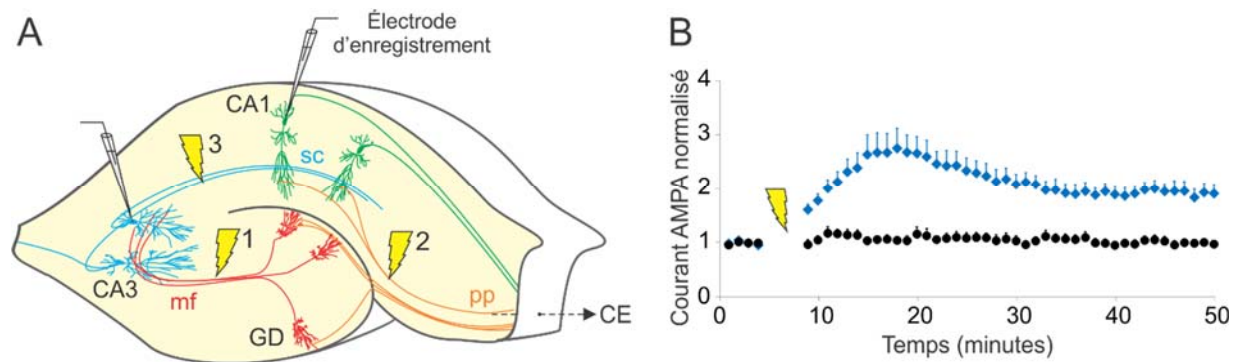 A
Électrode
d'enregistrement
CA1
3
sc
1
2
CA3
mf
pp
GD
CE
B
Courant AMPA normalisé
4
3
2
1
0
0
10
20
30
40
50
Temps (minutes)